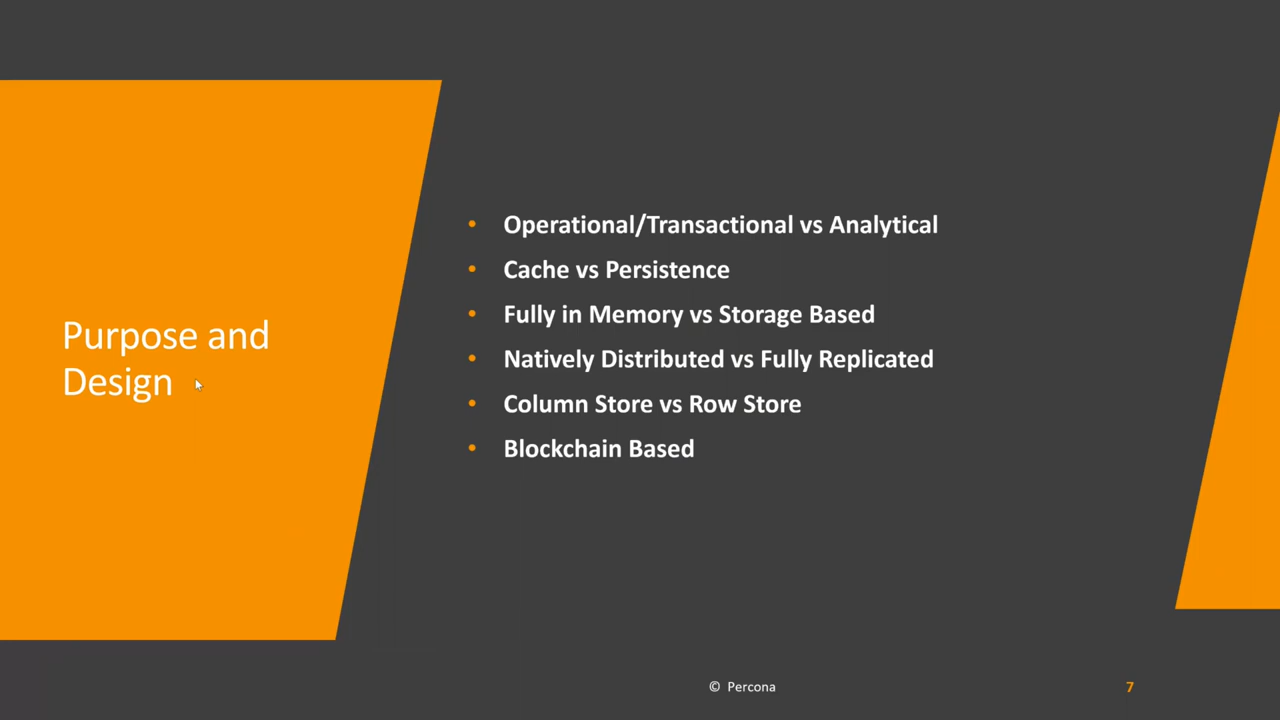 Purpose and
Design
• Operational/Transactional vs Analytical
• Cache vs Persistence
• Fully in Memory vs Storage Based
• Natively Distributed vs Fully Replicated
• Column Store vs Row Store
• Blockchain Based
© Percona
7